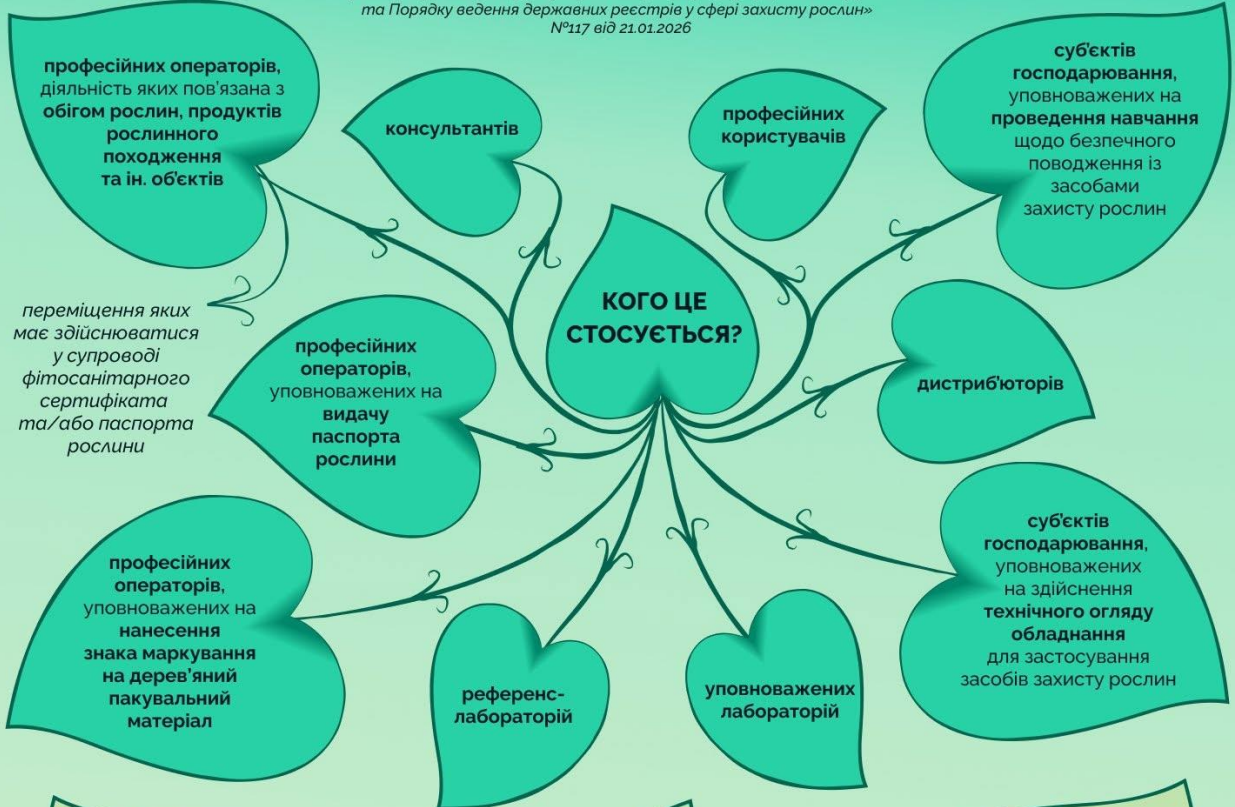 та Порядку ведення державних реєстрів у сфері захисту рослин»
№117 від 21.01.2026
професійних операторів,
діяльність яких пов'язана з
обігом рослин, продуктів
рослинного
походження
та ін. об'єктів
консультантів
професійних
користувачів
суб'єктів
господарювання,
уповноважених на
проведення навчання
щодо безпечного
поводження із
засобами
захисту рослин
КОГО ЦЕ
СТОСУЄТЬСЯ?
переміщення яких
має здійснюватися
у супроводі
фітосанітарного
сертифіката
та/або паспорта
рослини
професійних
операторів,
уповноважених на
видачу
паспорта
рослини
дистриб'юторів
професійних
операторів,
уповноважених на
нанесення
знака маркування
на дерев'яний
пакувальний
матеріал
референс-
лабораторій
уповноважених
лабораторій
суб'єктів
господарювання,
уповноважених
на здійснення
технічного огляду
обладнання
для застосування
засобів захисту рослин